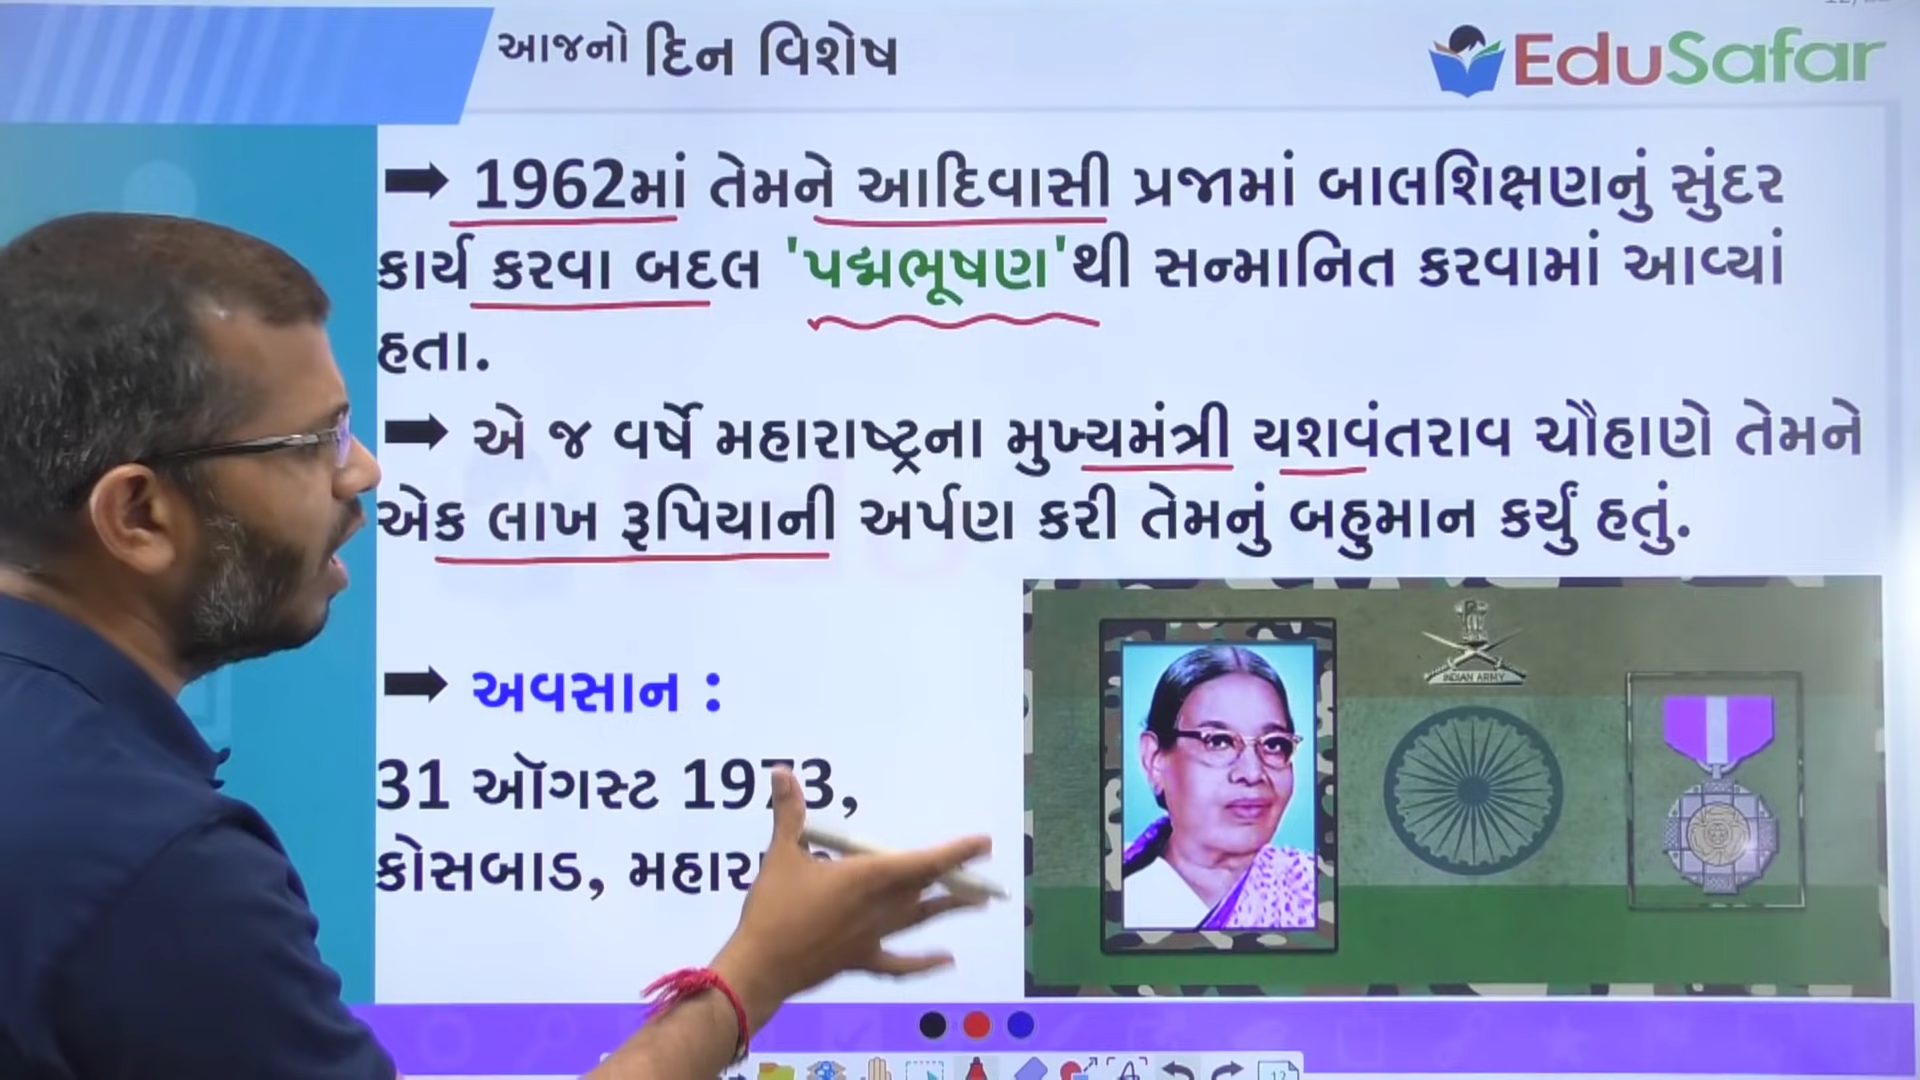 આજનો દિન વિશેષ
EduSafar
➡ 1962માં તેમને આદિવાસી પ્રજામાં બાલશિક્ષણનું સુંદર
કાર્ય કરવા બદલ 'પદ્મભૂષણ'થી સન્માનિત કરવામાં આવ્યાં
હતા.
➡ એ જ વર્ષે મહારાષ્ટ્રના મુખ્યમંત્રી યશવંતરાવ ચૌહાણે તેમને
એક લાખ રૂપિયાની અર્પણ કરી તેમનું બહુમાન કર્યું હતું.
➡ અવસાન :
31 ઑગસ્ટ 1973,
કોસબાડ,
INDIAN ARMY
12